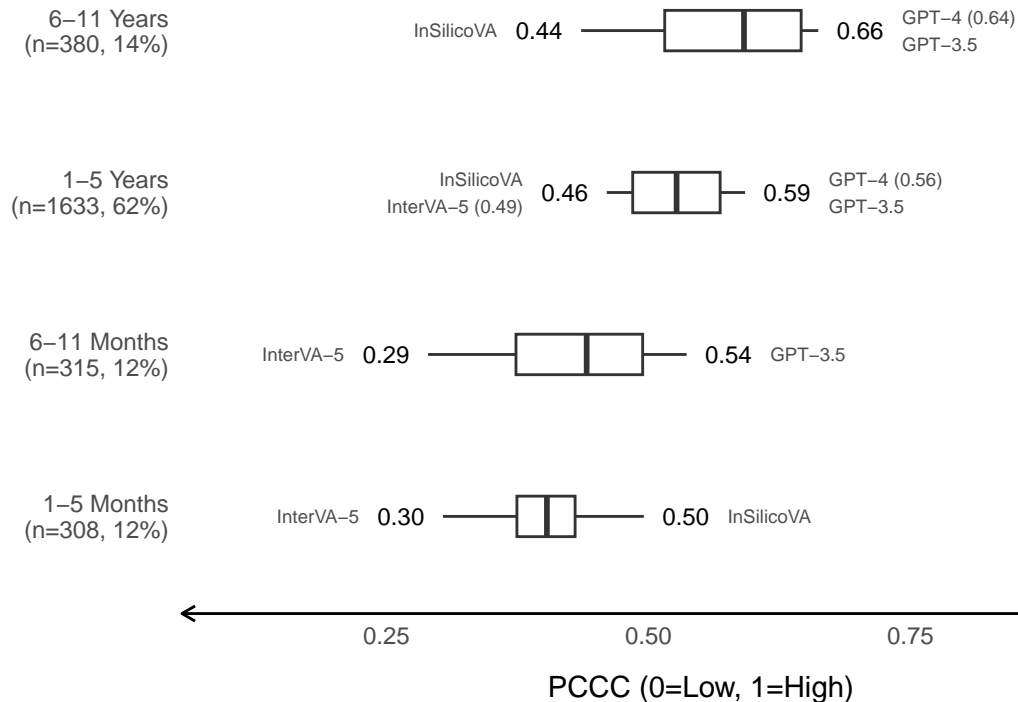 6–11 Years
(n=380, 14%)
InSilicoVA 0.44 0.66 GPT–4 (0.64)
GPT–3.5
1–5 Years
(n=1633, 62%)
InSilicoVA
InterVA–5 (0.49) 0.46 0.59 GPT–4 (0.56)
GPT–3.5
6–11 Months
(n=315, 12%)
InterVA–5 0.29 0.54 GPT–3.5
1–5 Months
(n=308, 12%)
InterVA–5 0.30 0.50 InSilicoVA
0.25 0.50 0.75
PCCC (0=Low, 1=High)